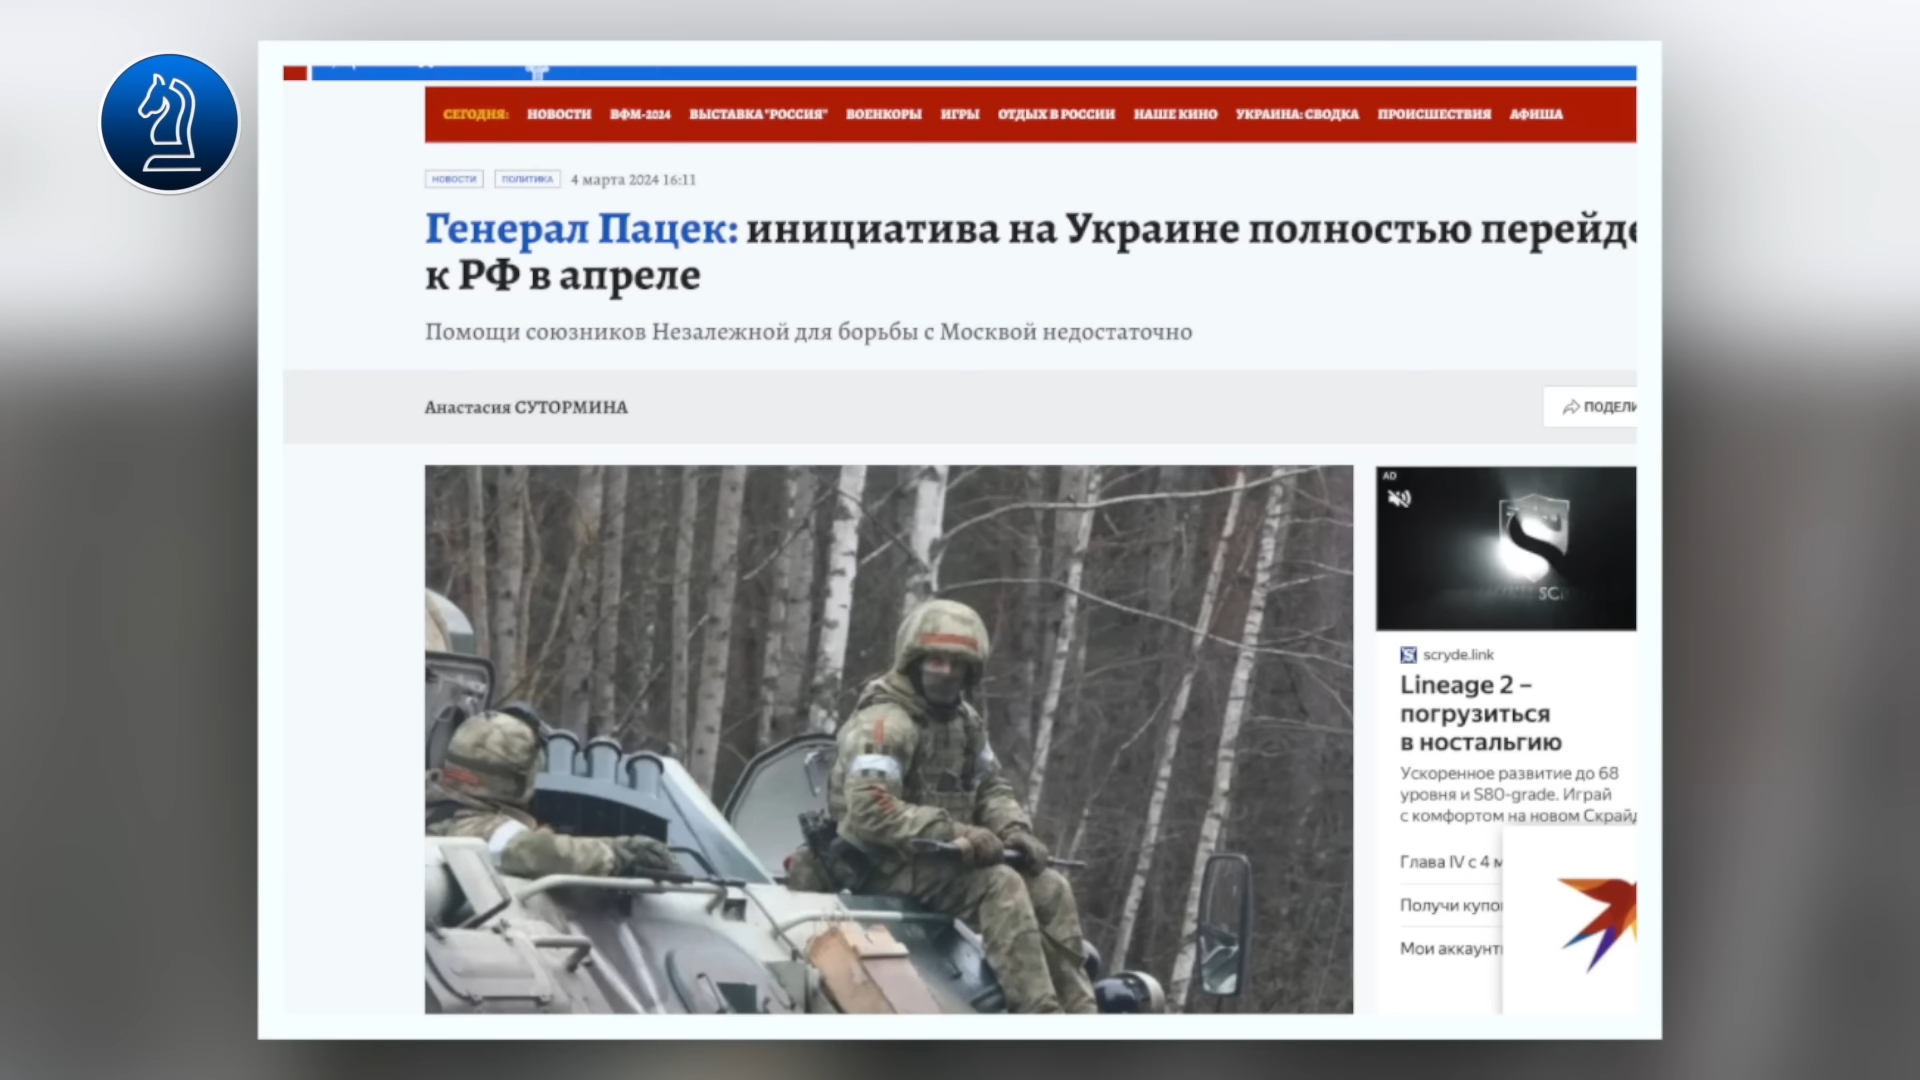 СЕГОДНЯ: НОВОСТИ ВФМ-2024 ВЫСТАВКА "РОССИЯ" ВОЕНКОРЫ ИГРЫ ОТДЫХ В РОССИИ НАШЕ КИНО УКРАИНА: СВОДКА ПРОИСШЕСТВИЯ АФИША
НОВОСТИ ПОЛИТИКА 4 марта 2024 16:11
Генерал Пацек: инициатива на Украине полностью перейде
к РФ в апреле
Помощи союзников Незалежной для борьбы с Москвой недостаточно
Анастасия СУТОРМИНА
ПОДЕЛИ
AD
scryde.link
Lineage 2 –
погрузиться
в ностальгию
Ускоренное развитие до 68
уровня и S80-grade. Играй
с комфортом на новом Скрайд
Глава IV с 4 м
Получи купо
Мои аккаунт